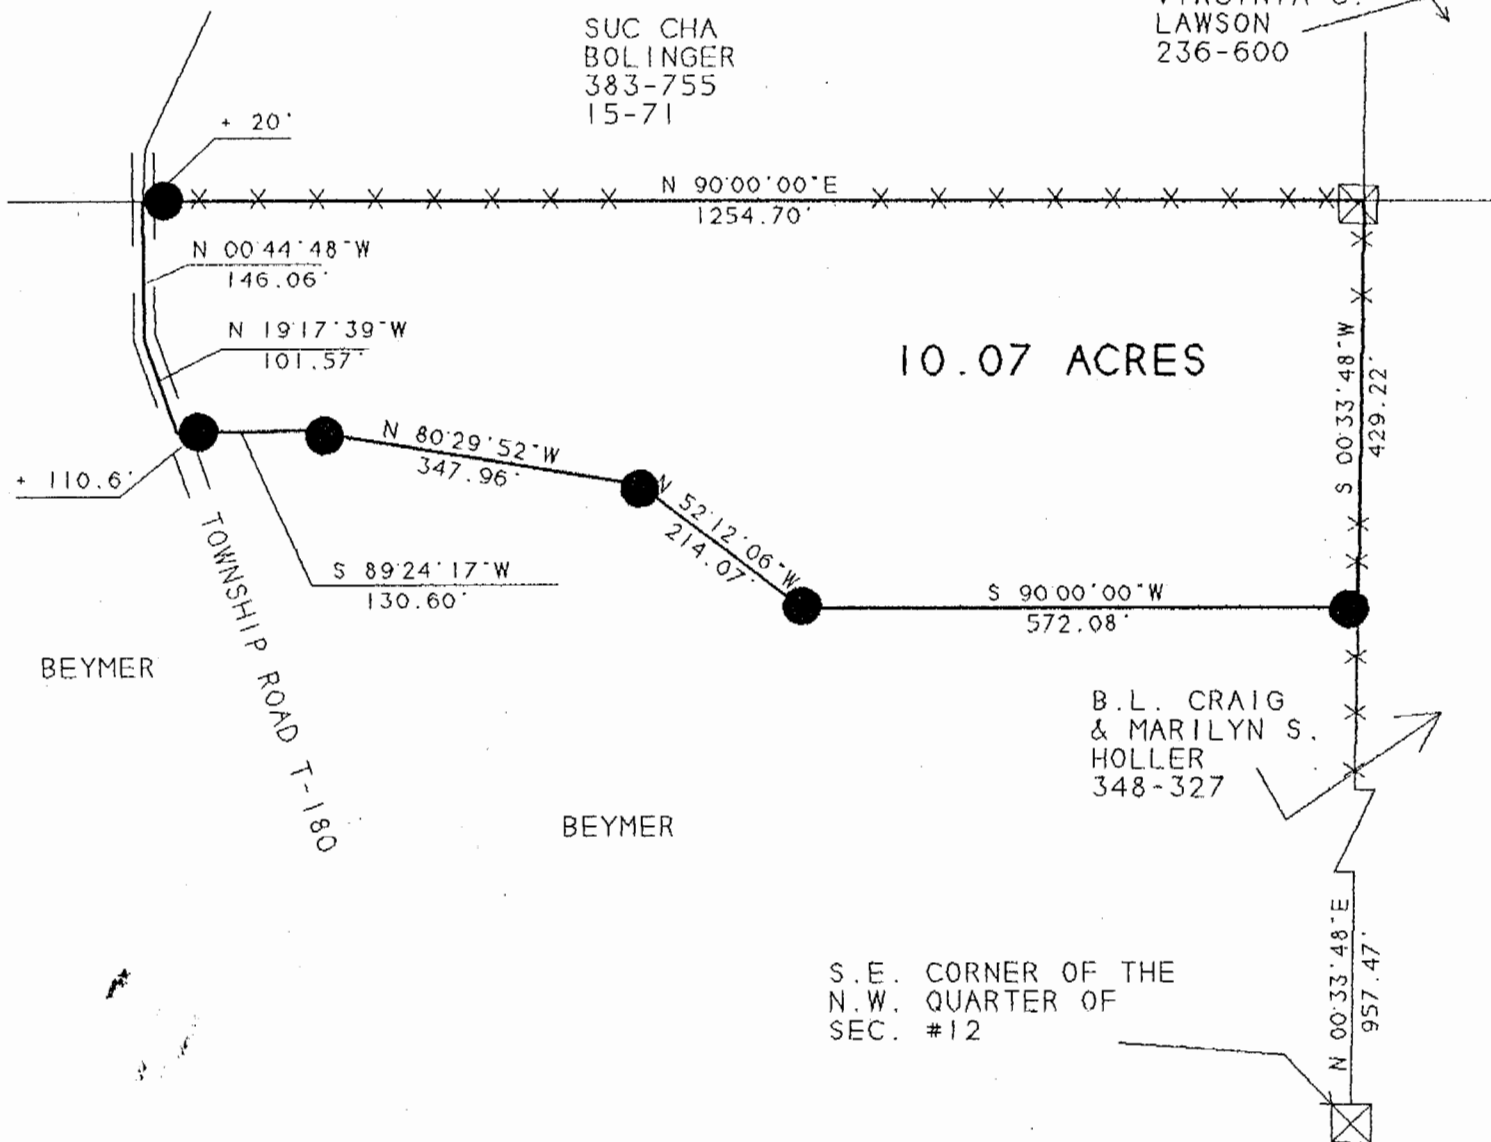 SUC CHA
BOLINGER
383-755
15-71
LAWSON
236-600
+ 20'
N 90°00'00"E
1254.70'
N 00°44'48"W
146.06'
N 19°17'39"W
101.57'
10.07 ACRES
S 00°33'48"W
429.22'
+ 110.6'
N 80°29'52"W
347.96'
N 52°12'06"W
214.07'
S 89°24'17"W
130.60'
S 90°00'00"W
572.08'
TOWNSHIP ROAD T-180
BEYMER
BEYMER
B.L. CRAIG
& MARILYN S.
HOLLER
348-327
S.E. CORNER OF THE
N.W. QUARTER OF
SEC. #12
N 00°33'48"E
957.47'